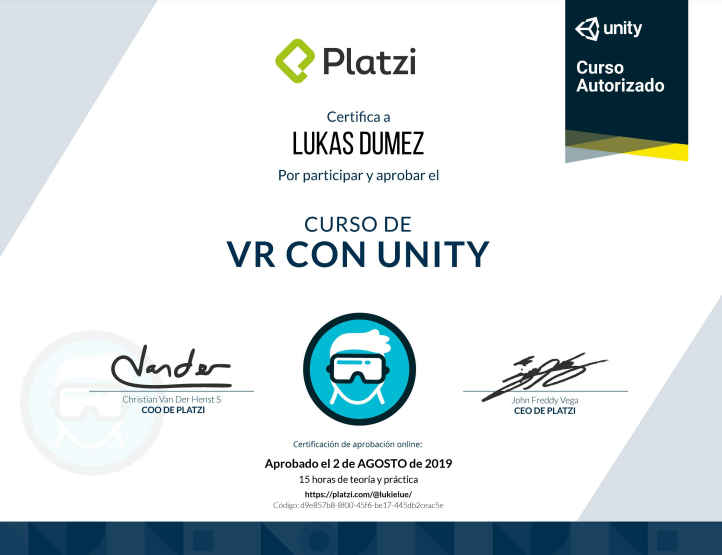 Platzi
unity
Curso
Autorizado
Certifica a
LUKAS DUMEZ
Por participar y aprobar el
CURSO DE
VR CON UNITY
Vander
Christian Van Der Henst S
COO DE PLATZI
John Freddy Vega
CEO DE PLATZI
Certificación de aprobación online:
Aprobado el 2 de AGOSTO de 2019
15 horas de teoría y práctica
https://platzi.com/@lukielue/
Código: d9e857b8-8f00-45f6-be17-445db2ceac5e